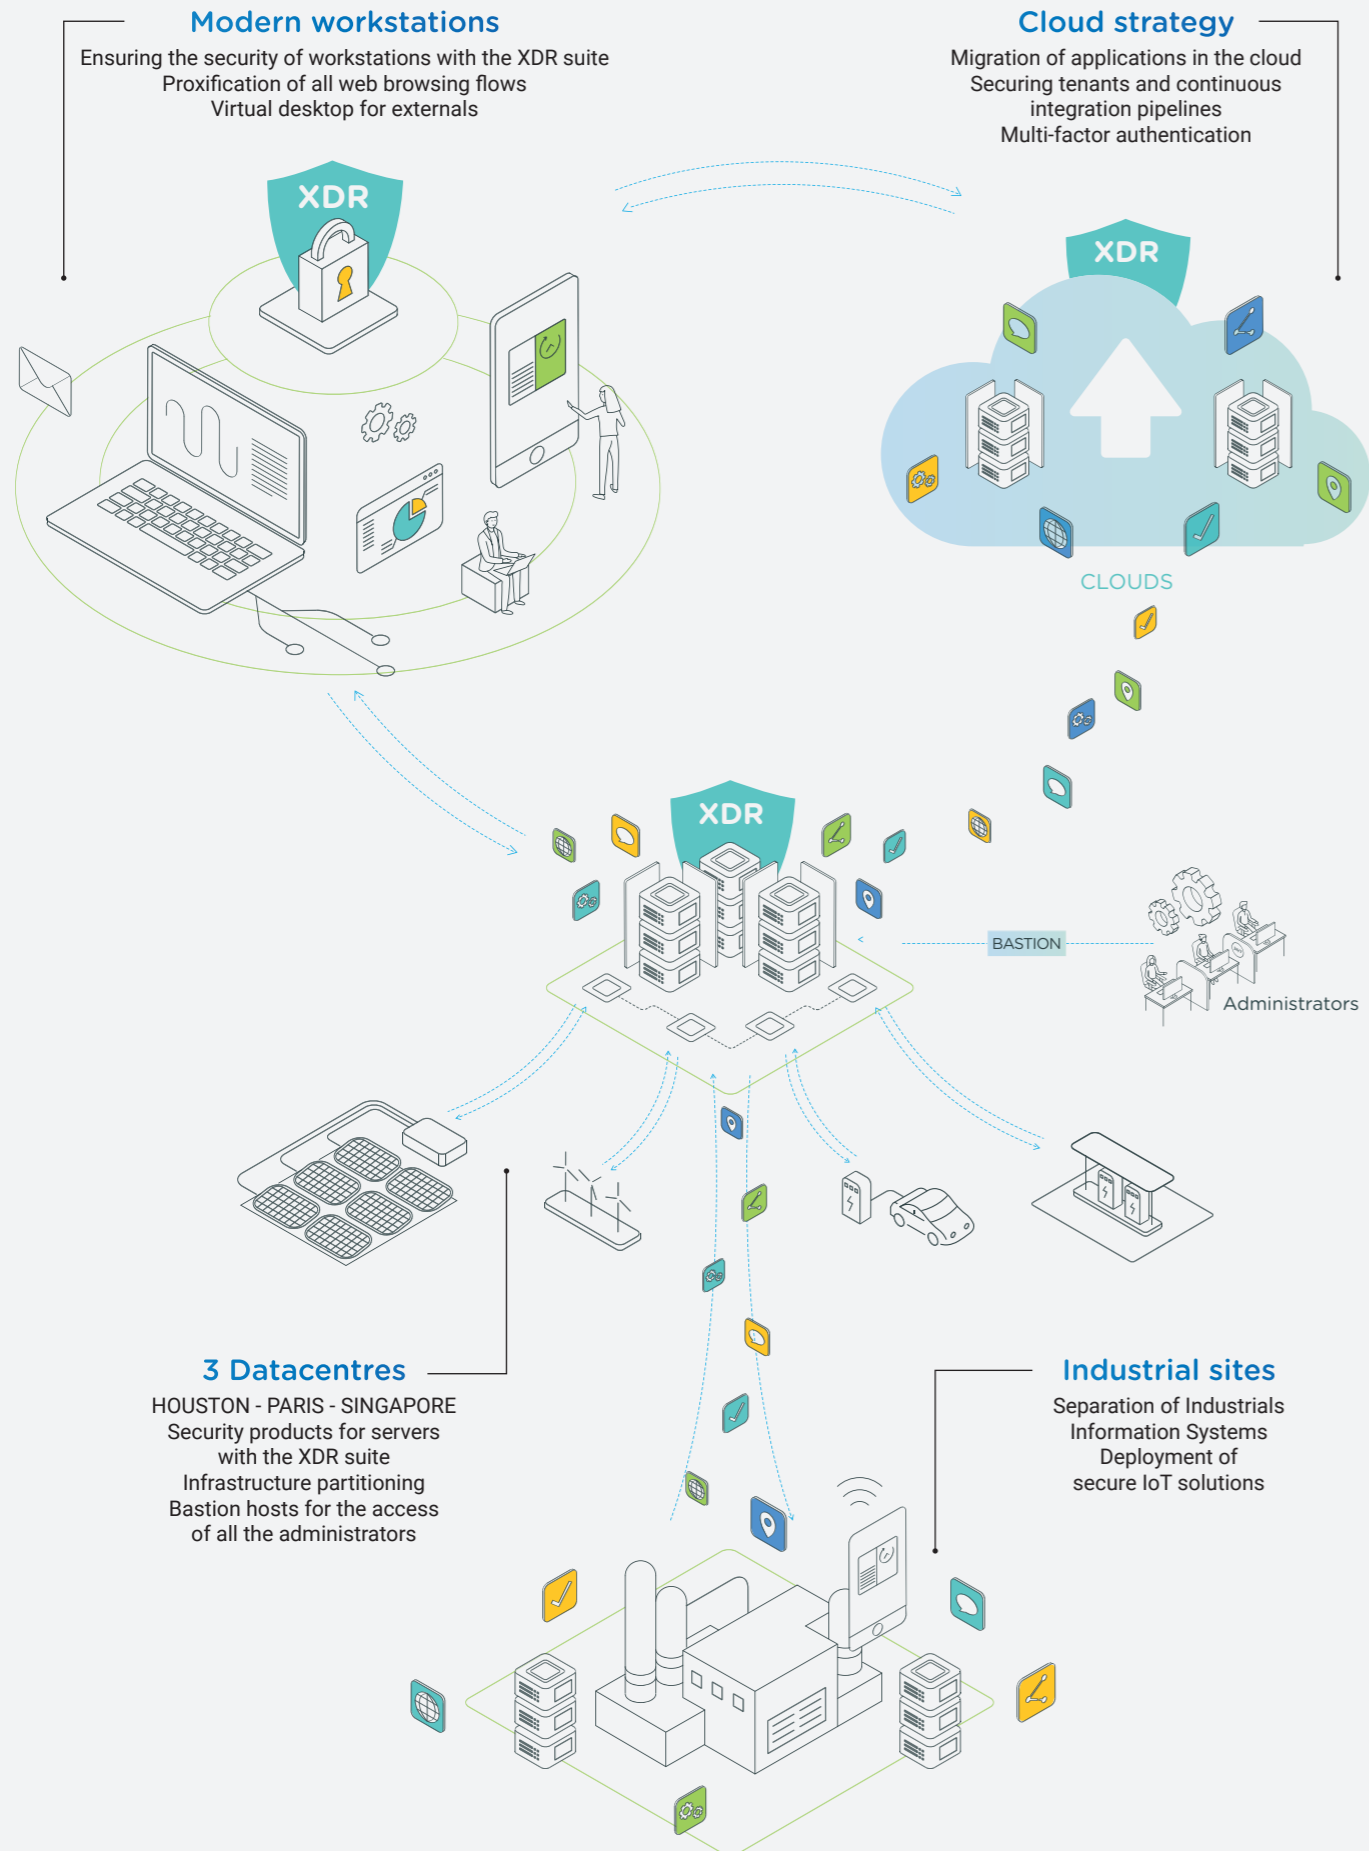 Modern workstations
Ensuring the security of workstations with the XDR suite
Proxification of all web browsing flows
Virtual desktop for externals
Cloud strategy
Migration of applications in the cloud
Securing tenants and continuous
integration pipelines
Multi-factor authentication
XDR
XDR
CLOUDS
XDR
BASTION
Administrators
3 Datacentres
HOUSTON - PARIS - SINGAPORE
Security products for servers
with the XDR suite
Infrastructure partitioning
Bastion hosts for the access
of all the administrators
Industrial sites
Separation of Industrials
Information Systems
Deployment of
secure IoT solutions